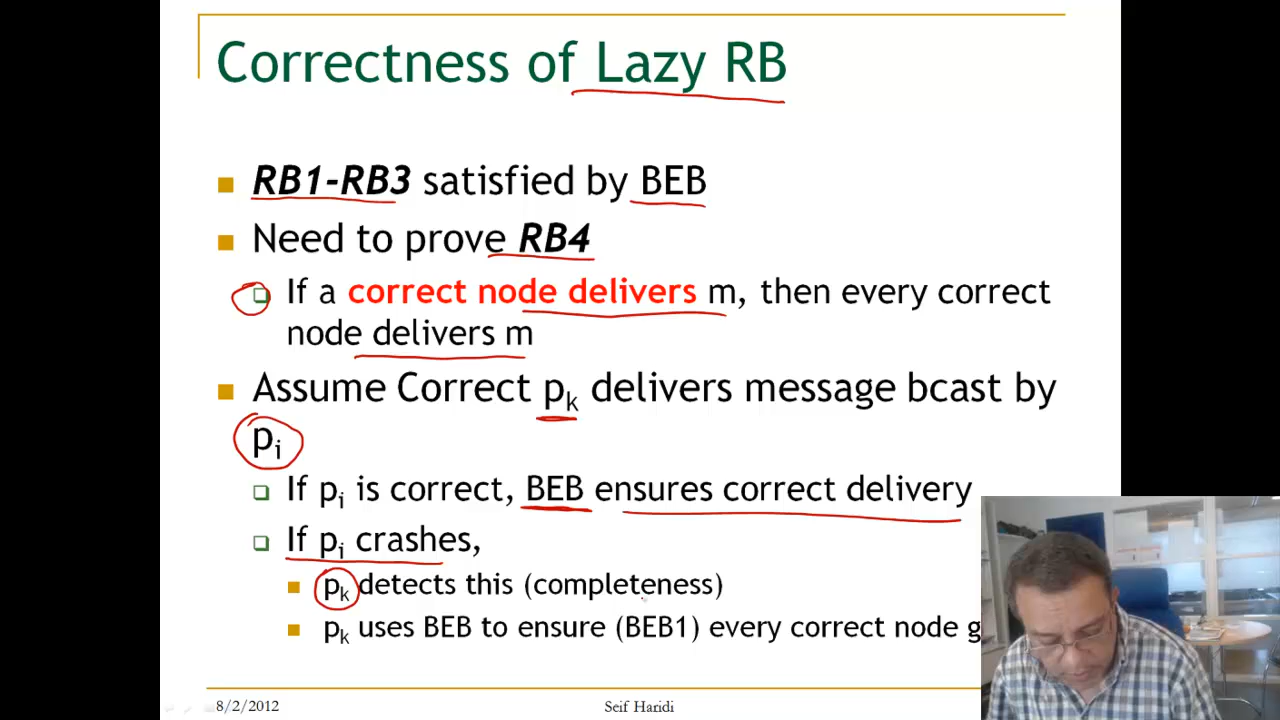 Correctness of Lazy RB
RB1-RB3 satisfied by BEB
Need to prove RB4
If a correct node delivers m, then every correct
node delivers m
Assume Correct pk delivers message bcast by
pi
If pi is correct, BEB ensures correct delivery
If pi crashes,
pk detects this (completeness)
pk uses BEB to ensure (BEB1) every correct node
8/2/2012
Seif Haridi